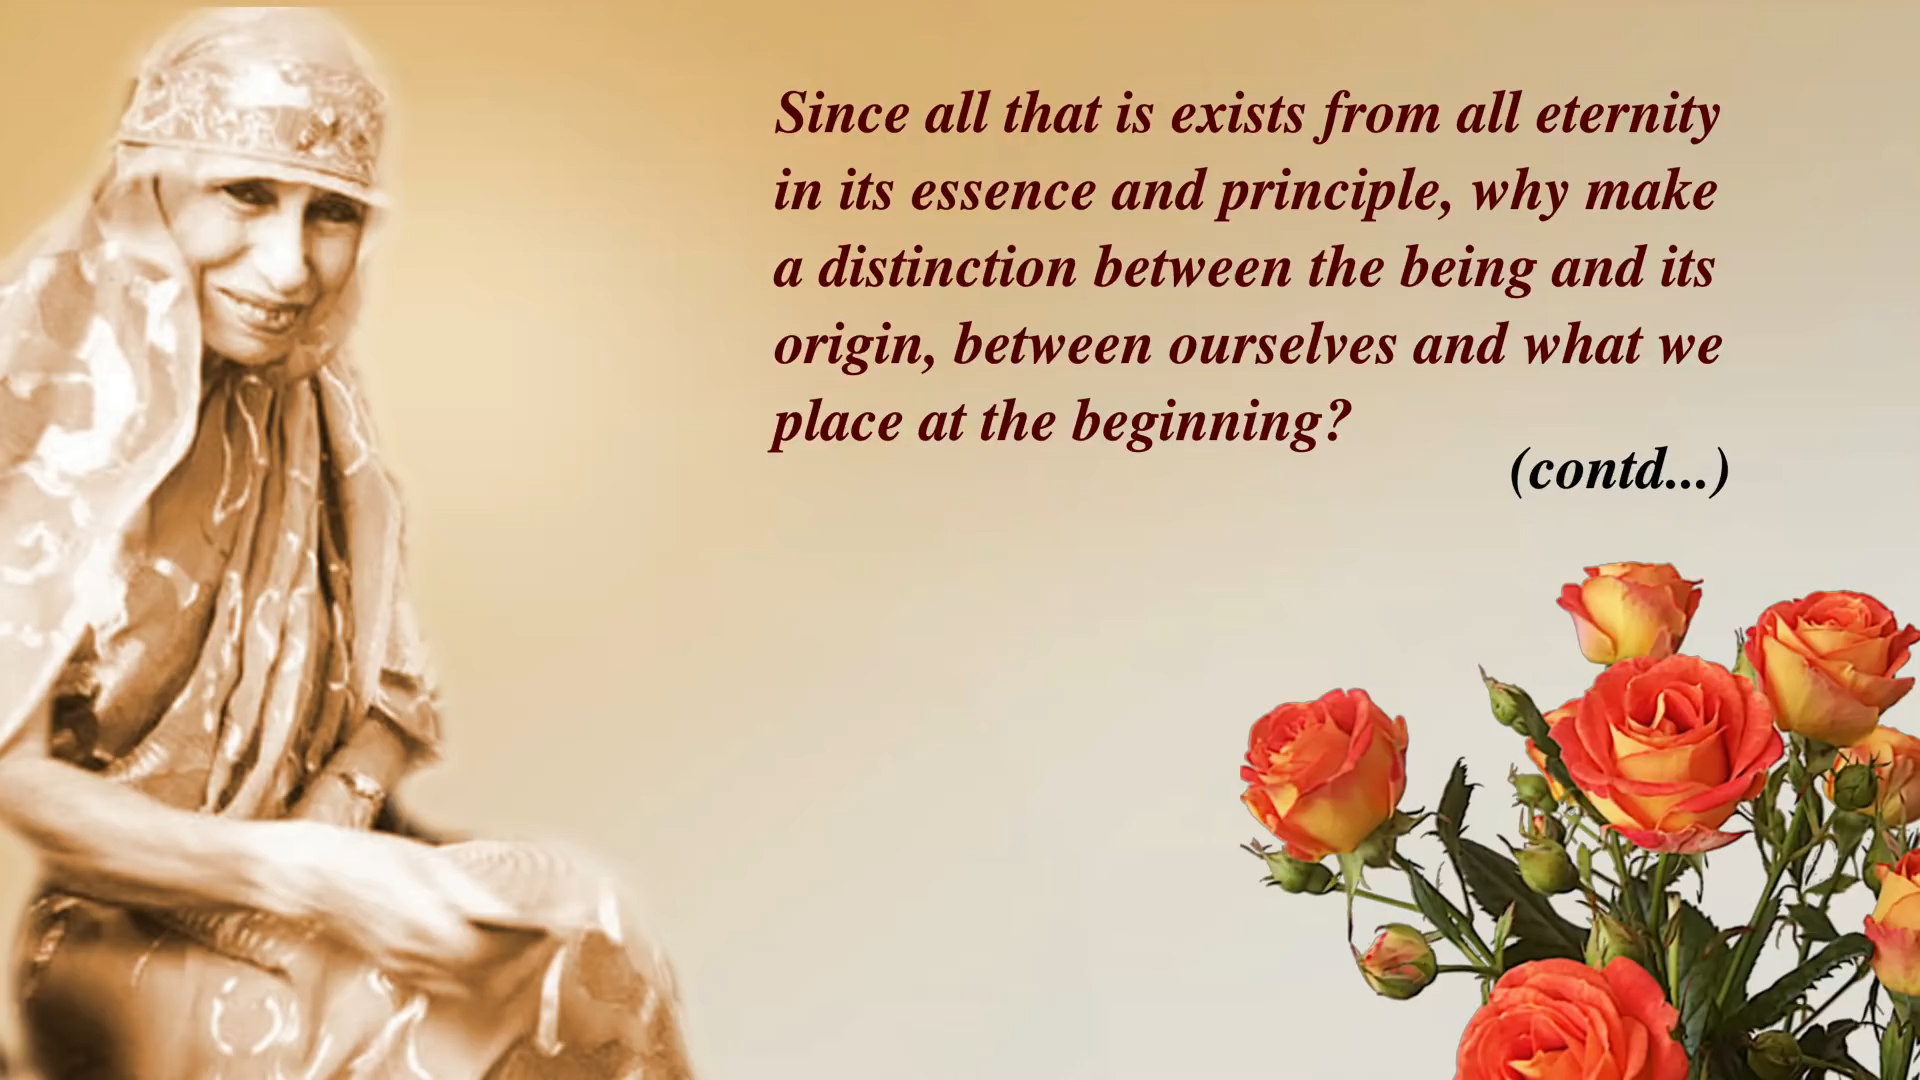 Since all that is exists from all eternity
in its essence and principle, why make
a distinction between the being and its
origin, between ourselves and what we
place at the beginning?
(contd...)